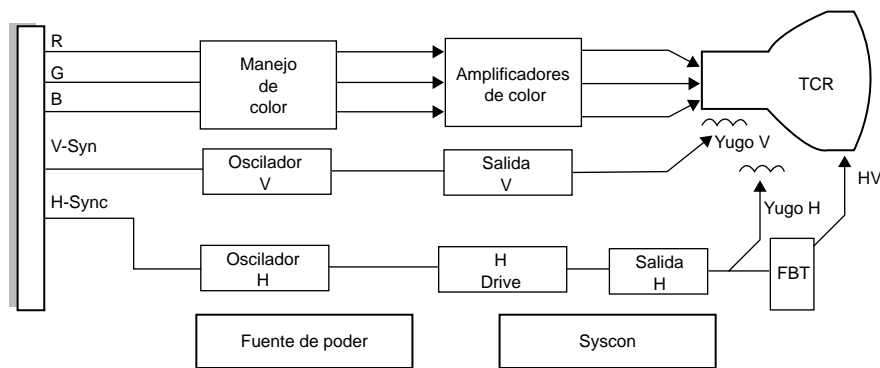 R
G
B
V-Syn
H-Sync
Manejo
de
color
Amplificadores
de color
TCR
Yugo V
Oscilador
V
Salida
V
HV
Yugo H
Oscilador
H
H
Drive
Salida
H
FBT
Fuente de poder
Syscon